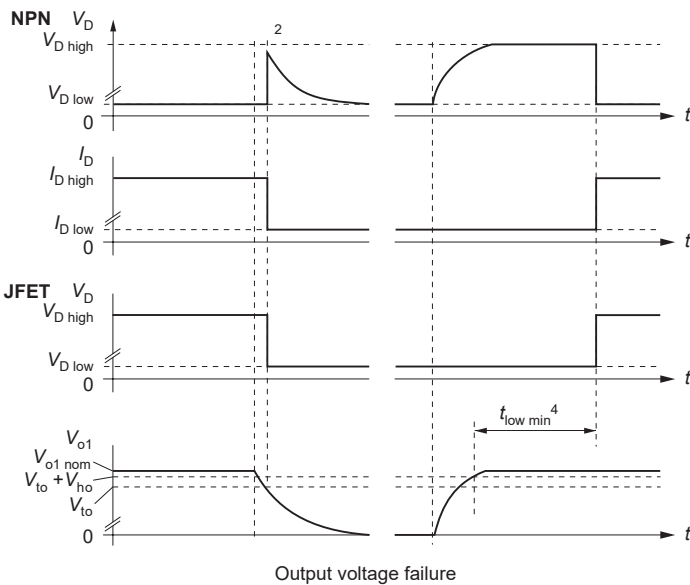 NPN V_D
2
V_D high
V_D low
0
t
I_D
I_D high
I_D low
0
t
JFET V_D
V_D high
V_D low
0
t
t_low min^4
V_o1
V_o1 nom
V_to + V_ho
V_to
0
t
Output voltage failure